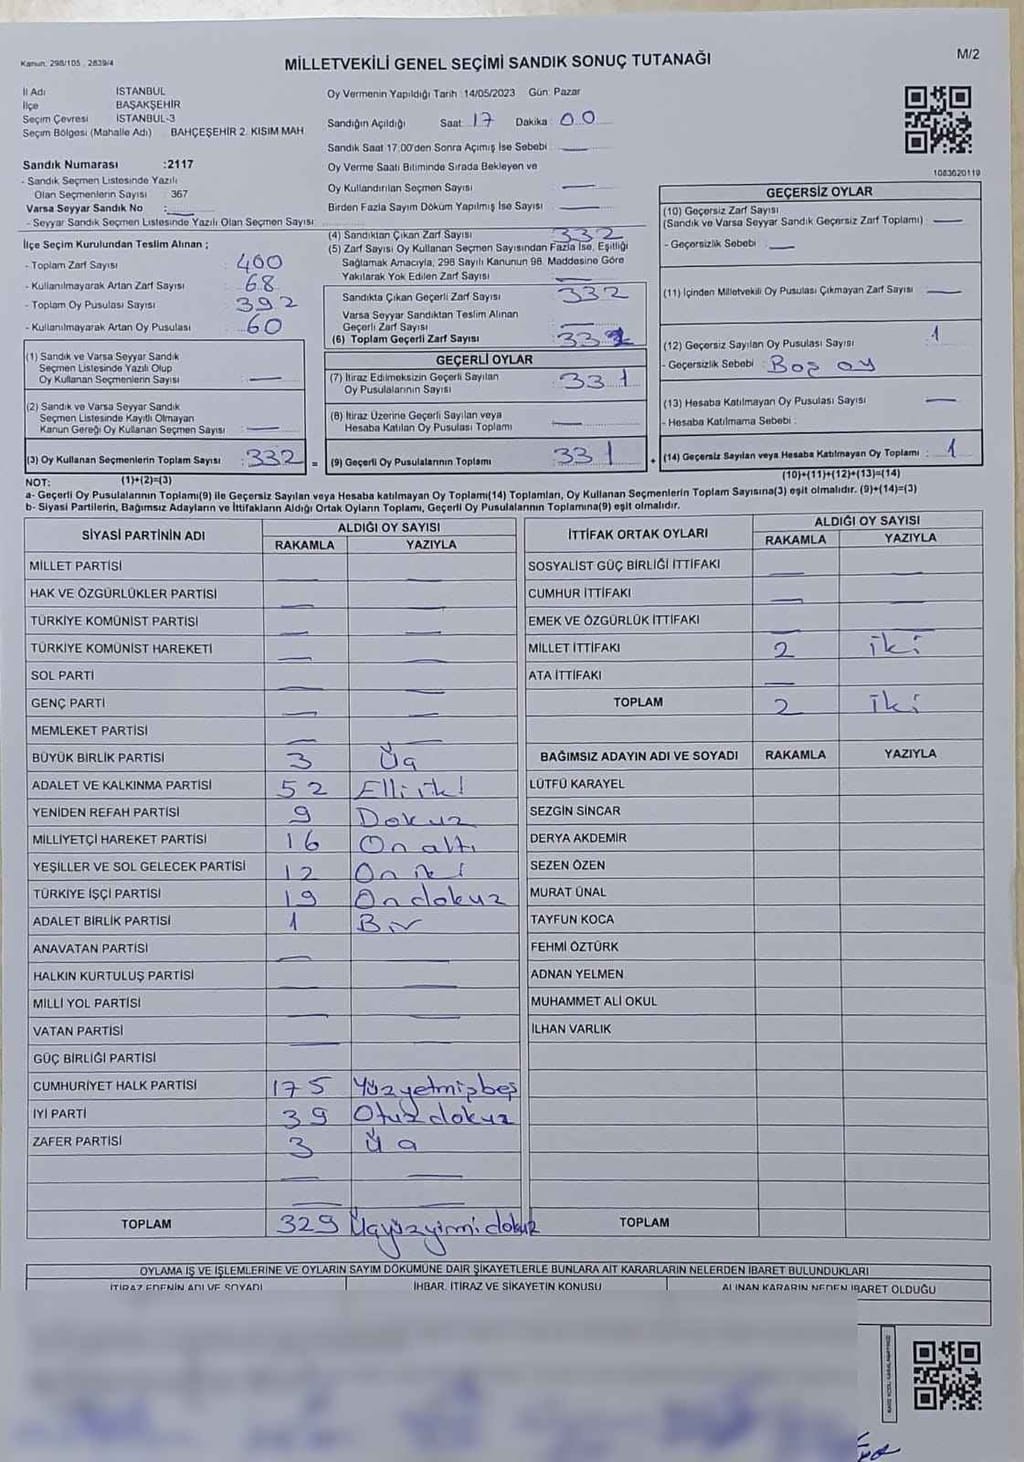 Kanun: 298/105 , 2839/4
MİLLETVEKİLİ GENEL SEÇİMİ SANDIK SONUÇ TUTANAĞI
M/2
İl Adı İSTANBUL
İlçe BAŞAKŞEHİR
Seçim Çevresi İSTANBUL-3
Seçim Bölgesi (Mahalle Adı) BAHÇEŞEHİR 2. KISIM MAH.
Sandık Numarası :2117
- Sandık Seçmen Listesinde Yazılı
Olan Seçmenlerin Sayısı : 367
Varsa Seyyar Sandık No :
- Seyyar Sandık Seçmen Listesinde Yazılı Olan Seçmen Sayısı:
Oy Vermenin Yapıldığı Tarih :14/05/2023 Gün: Pazar
Sandığın Açıldığı Saat: 17 Dakika: 00
Sandık Saat 17:00'den Sonra Açımış İse Sebebi :
Oy Verme Saati Bitiminde Sırada Bekleyen ve
Oy Kullandırılan Seçmen Sayısı :
Birden Fazla Sayım Döküm Yapılmış İse Sayısı :
1083620119
İlçe Seçim Kurulundan Teslim Alınan ;
- Toplam Zarf Sayısı : 400
- Kullanılmayarak Artan Zarf Sayısı : 68
- Toplam Oy Pusulası Sayısı : 392
- Kullanılmayarak Artan Oy Pusulası : 60
(1) Sandık ve Varsa Seyyar Sandık
Seçmen Listesinde Yazılı Olup
Oy Kullanan Seçmenlerin Sayısı :
(2) Sandık ve Varsa Seyyar Sandık
Seçmen Listesinde Kayıtlı Olmayan
Kanun Gereği Oy Kullanan Seçmen Sayısı :
(3) Oy Kullanan Seçmenlerin Toplam Sayısı : 332 =
(4) Sandıktan Çıkan Zarf Sayısı : 332
(5) Zarf Sayısı Oy Kullanan Seçmen Sayısından Fazla İse, Eşitliği
Sağlamak Amacıyla, 298 Sayılı Kanunun 98. Maddesine Göre
Yakılarak Yok Edilen Zarf Sayısı :
Sandıkta Çıkan Geçerli Zarf Sayısı : 332
Varsa Seyyar Sandıktan Teslim Alınan
Geçerli Zarf Sayısı :
(6) Toplam Geçerli Zarf Sayısı : 332
GEÇERLİ OYLAR
(7) İtiraz Edilmeksizin Geçerli Sayılan
Oy Pusulalarının Sayısı : 331
(8) İtiraz Üzerine Geçerli Sayılan veya
Hesaba Katılan Oy Pusulası Toplamı :
(9) Geçerli Oy Pusulalarının Toplamı : 331 +
GEÇERSİZ OYLAR
(10) Geçersiz Zarf Sayısı
(Sandık ve Varsa Seyyar Sandık Geçersiz Zarf Toplamı) :
- Geçersizlik Sebebi :
(11) İçinden Milletvekili Oy Pusulası Çıkmayan Zarf Sayısı :
(12) Geçersiz Sayılan Oy Pusulası Sayısı : 1
- Geçersizlik Sebebi : Boş oy
(13) Hesaba Katılmayan Oy Pusulası Sayısı :
- Hesaba Katılmama Sebebi :
(14) Geçersiz Sayılan veya Hesaba Katılmayan Oy Toplamı : 1
NOT: (1)+(2)=(3) (10)+(11)+(12)+(13)=(14)
a- Geçerli Oy Pusulalarının Toplamı(9) ile Geçersiz Sayılan veya Hesaba katılmayan Oy Toplamı(14) Toplamları, Oy Kullanan Seçmenlerin Toplam Sayısına(3) eşit olmalıdır. (9)+(14)=(3)
b- Siyasi Partilerin, Bağımsız Adayların ve İttifakların Aldığı Ortak Oyların Toplamı, Geçerli Oy Pusulalarının Toplamına(9) eşit olmalıdır.
SİYASİ PARTİNİN ADI ALDIĞI OY SAYISI
RAKAMLA YAZIYLA
MİLLET PARTİSİ
HAK VE ÖZGÜRLÜKLER PARTİSİ
TÜRKİYE KOMÜNİST PARTİSİ
TÜRKİYE KOMÜNİST HAREKETİ
SOL PARTİ
GENÇ PARTİ
MEMLEKET PARTİSİ
BÜYÜK BİRLİK PARTİSİ 3 Üç
ADALET VE KALKINMA PARTİSİ 52 Elliiki
YENİDEN REFAH PARTİSİ 9 Dokuz
MİLLİYETÇİ HAREKET PARTİSİ 16 On altı
YEŞİLLER VE SOL GELECEK PARTİSİ 12 On iki
TÜRKİYE İŞÇİ PARTİSİ 19 Ondokuz
ADALET BİRLİK PARTİSİ 1 Bir
ANAVATAN PARTİSİ
HALKIN KURTULUŞ PARTİSİ
MİLLİ YOL PARTİSİ
VATAN PARTİSİ
GÜÇ BİRLİĞİ PARTİSİ
CUMHURİYET HALK PARTİSİ 175 Yüzyetmişbeş
İYİ PARTİ 39 Otuzdokuz
ZAFER PARTİSİ 3 Üç
TOPLAM 329 Üçyüzyirmidokuz
İTTİFAK ORTAK OYLARI ALDIĞI OY SAYISI
RAKAMLA YAZIYLA
SOSYALİST GÜÇ BİRLİĞİ İTTİFAKI
CUMHUR İTTİFAKI
EMEK VE ÖZGÜRLÜK İTTİFAKI
MİLLET İTTİFAKI 2 iki
ATA İTTİFAKI
TOPLAM 2 iki
BAĞIMSIZ ADAYIN ADI VE SOYADI RAKAMLA YAZIYLA
LÜTFÜ KARAYEL
SEZGİN SİNCAR
DERYA AKDEMİR
SEZEN ÖZEN
MURAT ÜNAL
TAYFUN KOCA
FEHMİ ÖZTÜRK
ADNAN YELMEN
MUHAMMET ALİ OKUL
İLHAN VARLIK
TOPLAM
OYLAMA İŞ VE İŞLEMLERİNE VE OYLARIN SAYIM DÖKÜMÜNE DAİR ŞİKAYETLERLE BUNLARA AİT KARARLARIN NELERDEN İBARET BULUNDUKLARI
İTİRAZ EDENİN ADI VE SOYADI İHBAR, İTİRAZ VE ŞİKAYETİN KONUSU ALINAN KARARIN NEDEN İBARET OLDUĞU